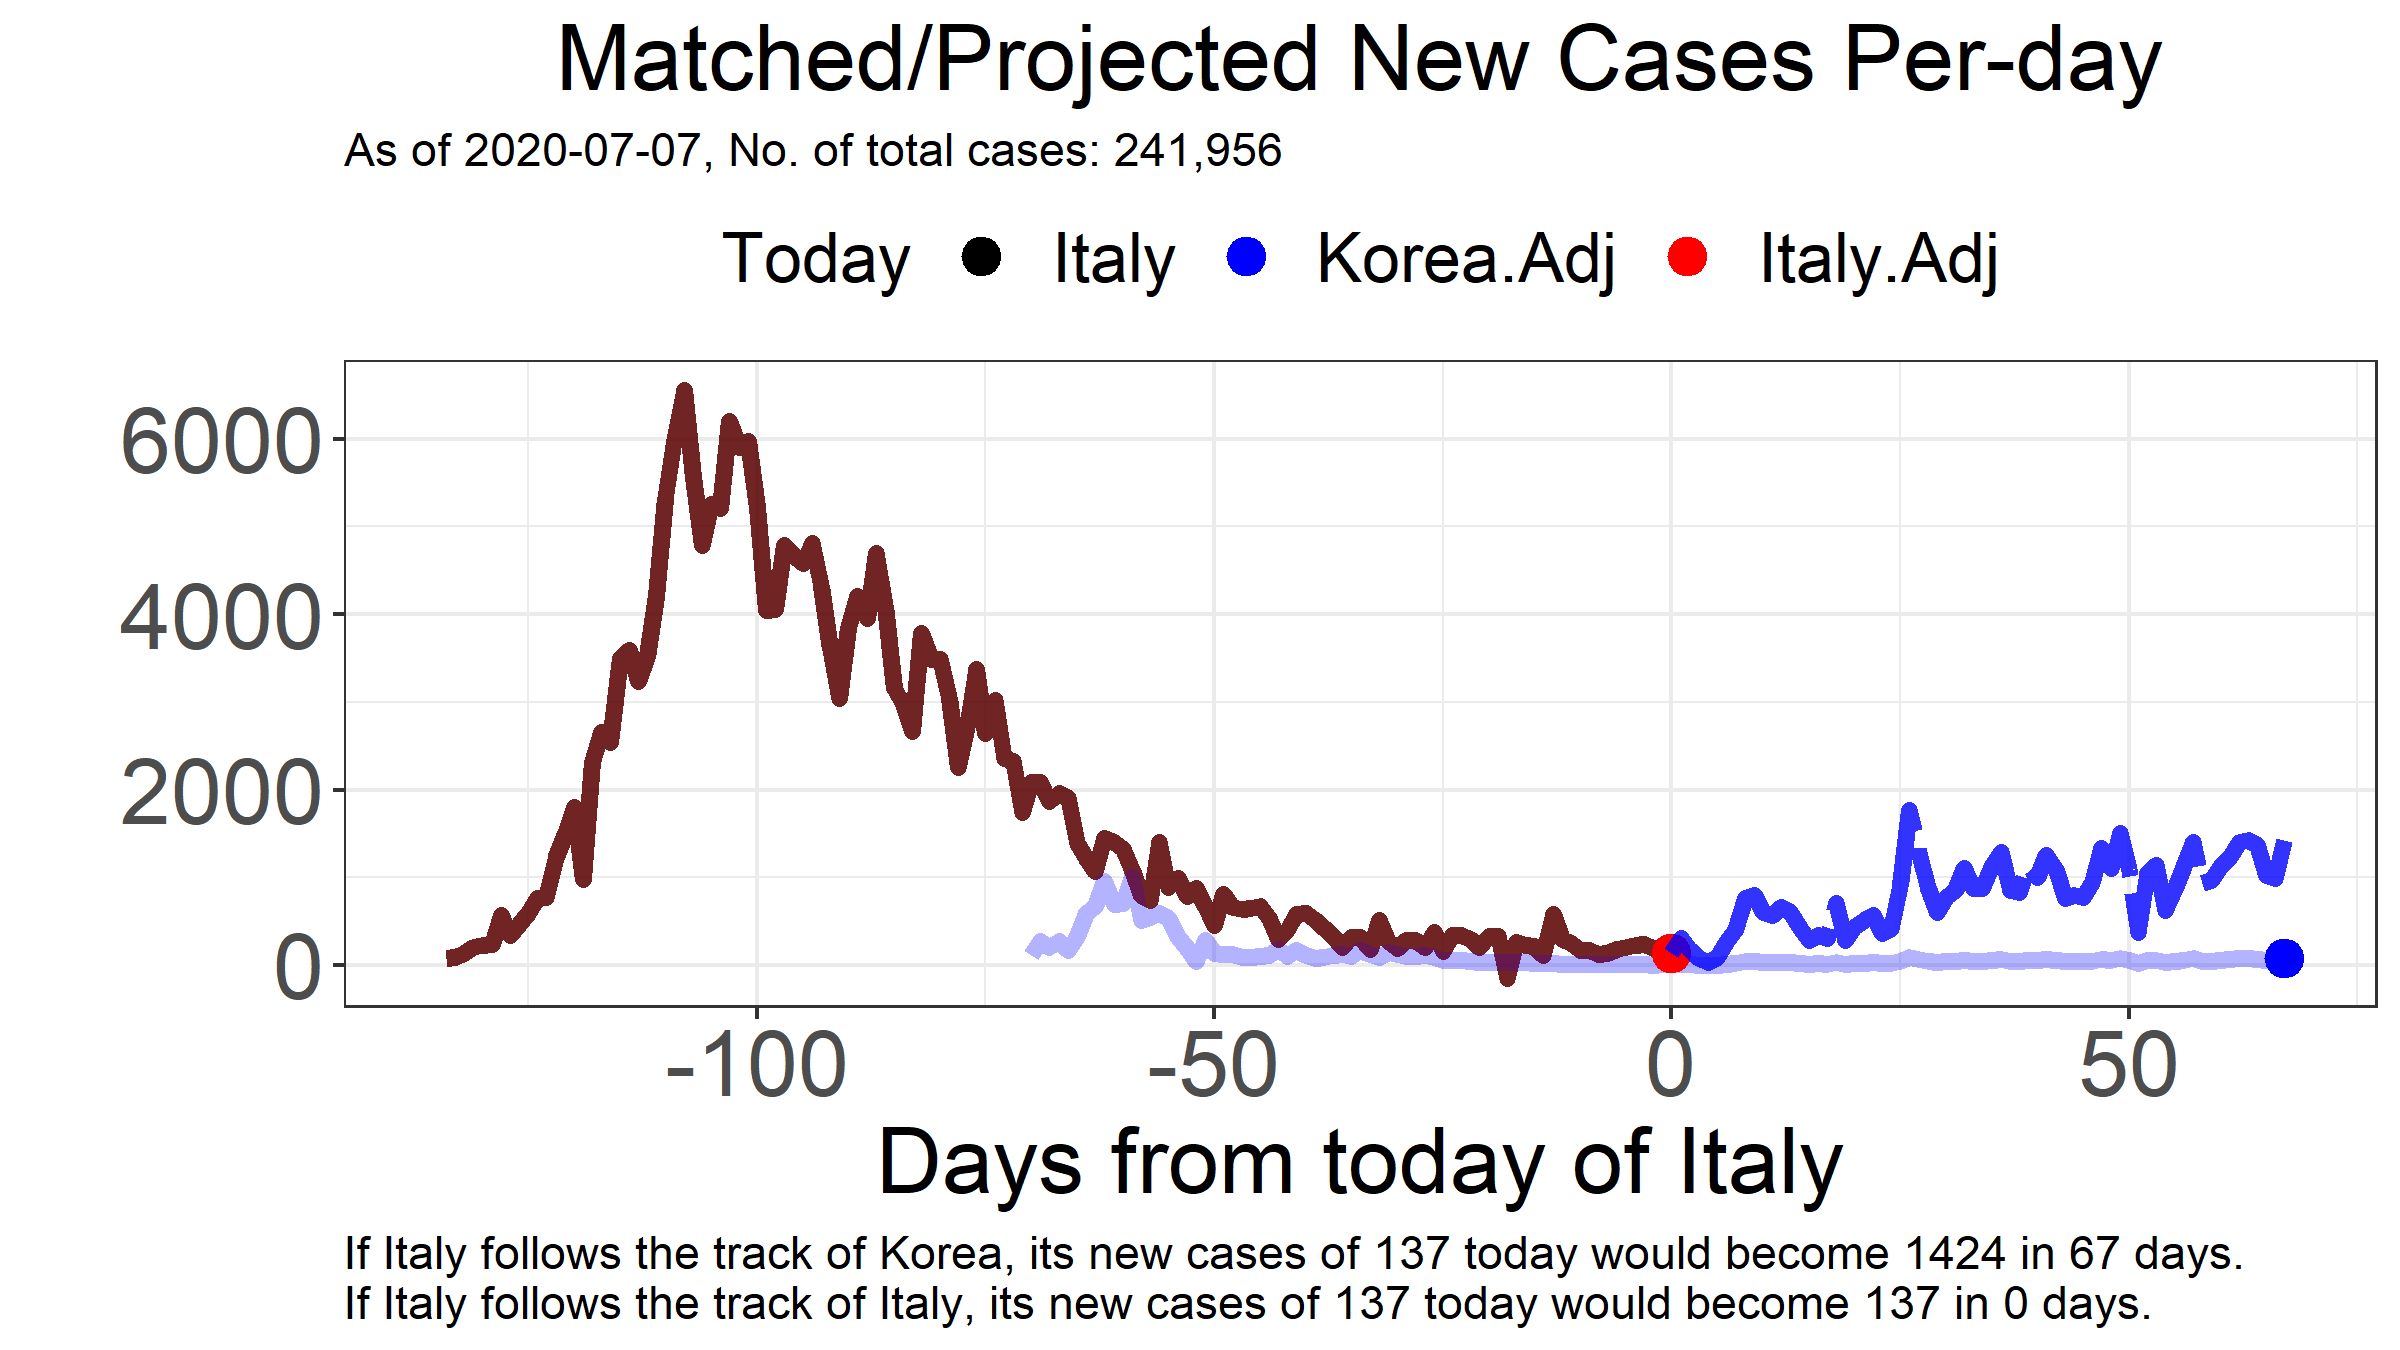 Matched/Projected New Cases Per-day
As of 2020-07-07, No. of total cases: 241,956
Today Italy Korea.Adj Italy.Adj
6000
4000
2000
0
-100 -50 0 50
Days from today of Italy
If Italy follows the track of Korea, its new cases of 137 today would become 1424 in 67 days.
If Italy follows the track of Italy, its new cases of 137 today would become 137 in 0 days.